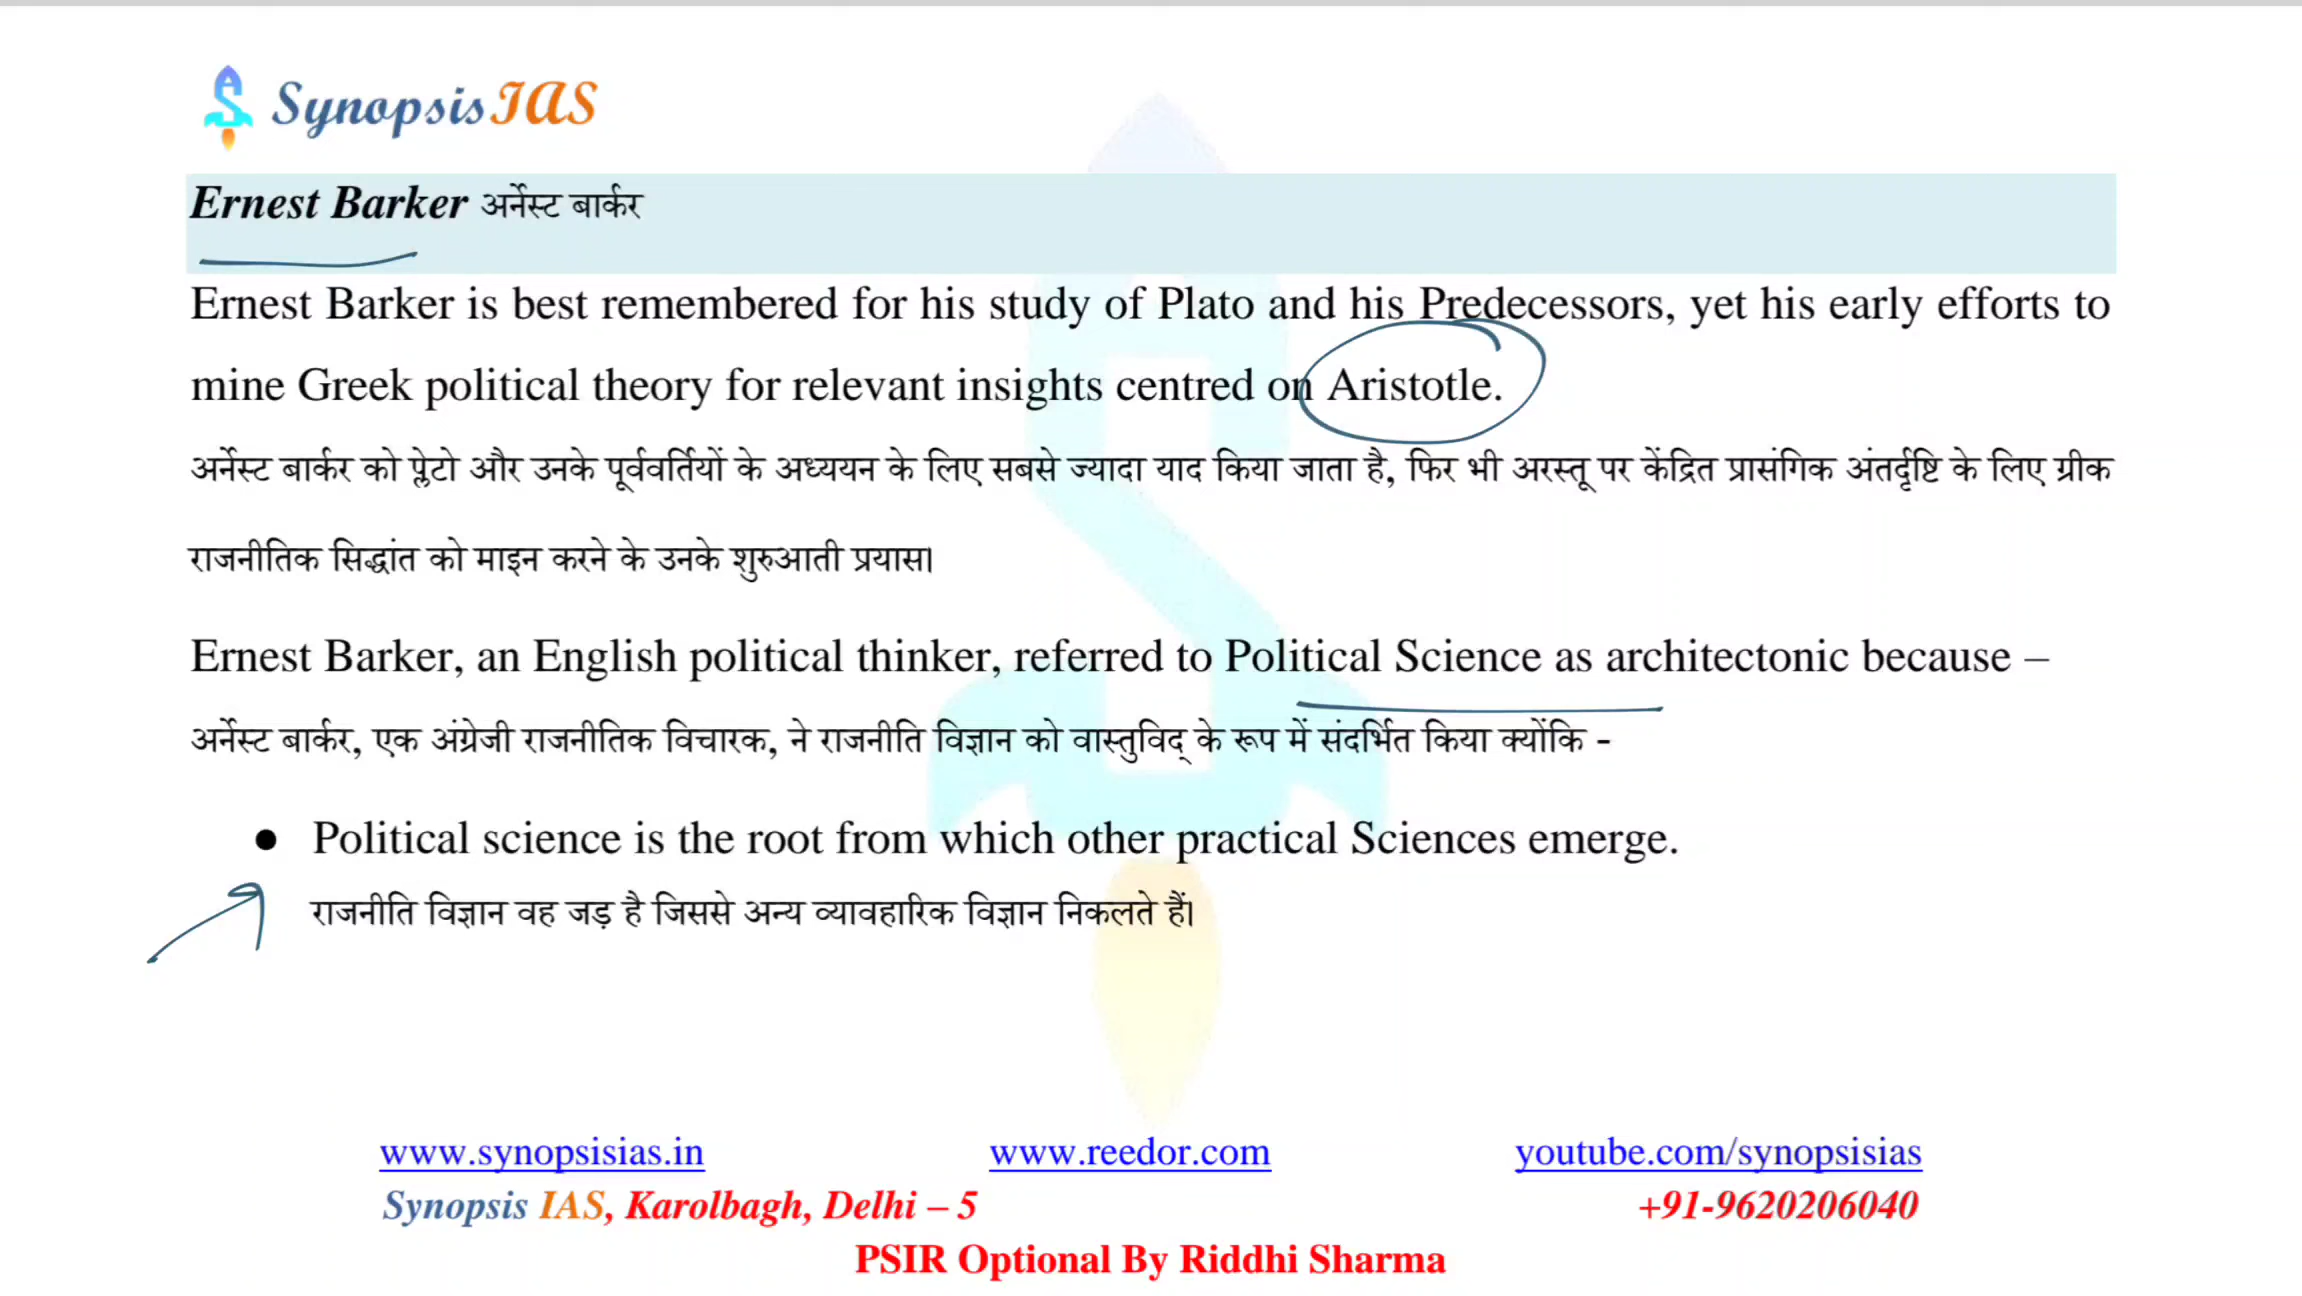 Synopsis IAS
Ernest Barker अर्नेस्ट बार्कर
Ernest Barker is best remembered for his study of Plato and his Predecessors, yet his early efforts to
mine Greek political theory for relevant insights centred on Aristotle.
अर्नेस्ट बार्कर को प्लेटो और उनके पूर्ववर्तियों के अध्ययन के लिए सबसे ज्यादा याद किया जाता है, फिर भी अरस्तू पर केंद्रित प्रासंगिक अंतर्दृष्टि के लिए ग्रीक
राजनीतिक सिद्धांत को माइन करने के उनके शुरुआती प्रयास।
Ernest Barker, an English political thinker, referred to Political Science as architectonic because –
अर्नेस्ट बार्कर, एक अंग्रेजी राजनीतिक विचारक, ने राजनीति विज्ञान को वास्तुविद् के रूप में संदर्भित किया क्योंकि -
● Political science is the root from which other practical Sciences emerge.
राजनीति विज्ञान वह जड़ है जिससे अन्य व्यावहारिक विज्ञान निकलते हैं।
www.synopsisias.in www.reedor.com youtube.com/synopsisias
Synopsis IAS, Karolbagh, Delhi – 5 +91-9620206040
PSIR Optional By Riddhi Sharma